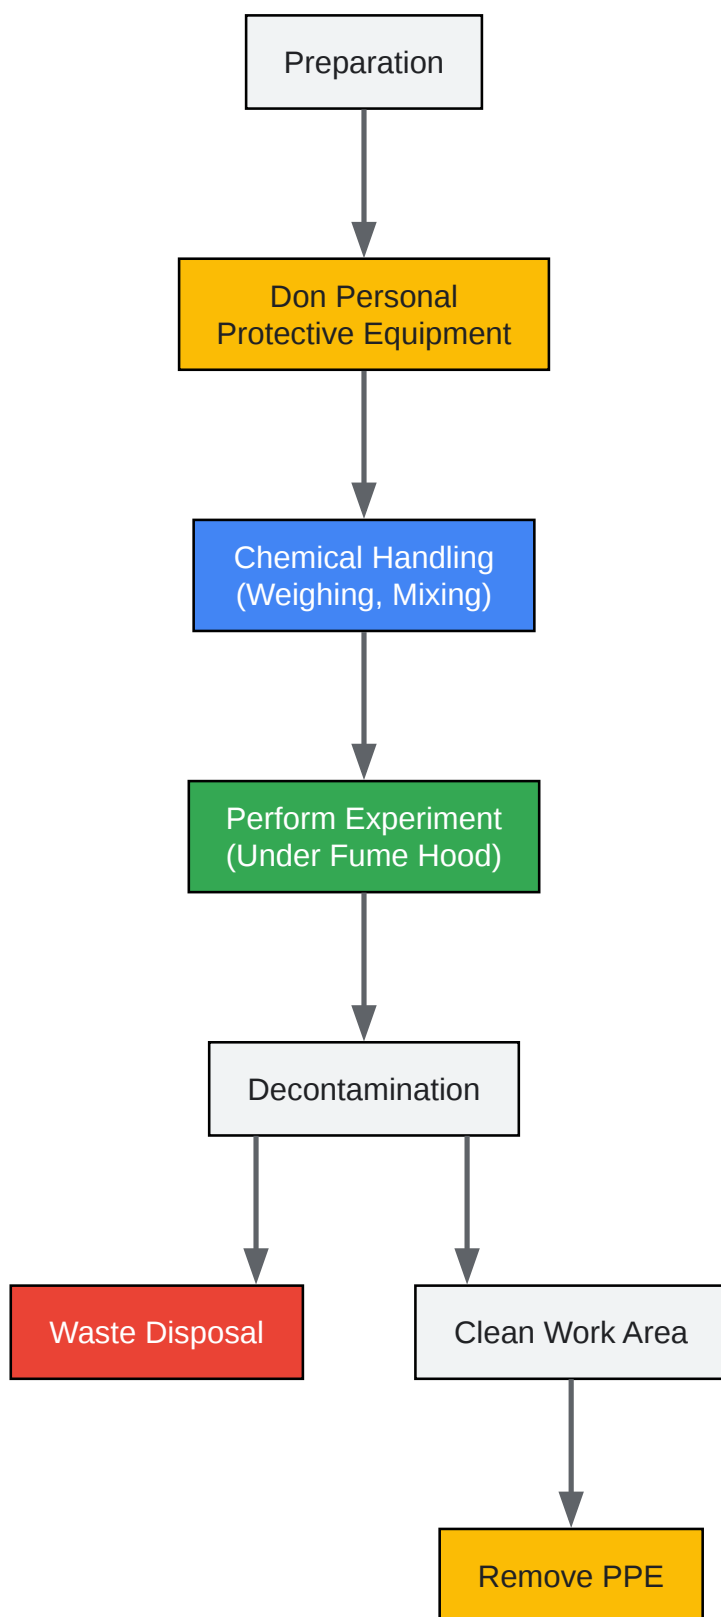 Preparation
Don Personal
Protective Equipment
Chemical Handling
(Weighing, Mixing)
Perform Experiment
(Under Fume Hood)
Decontamination
Waste Disposal
Clean Work Area
Remove PPE